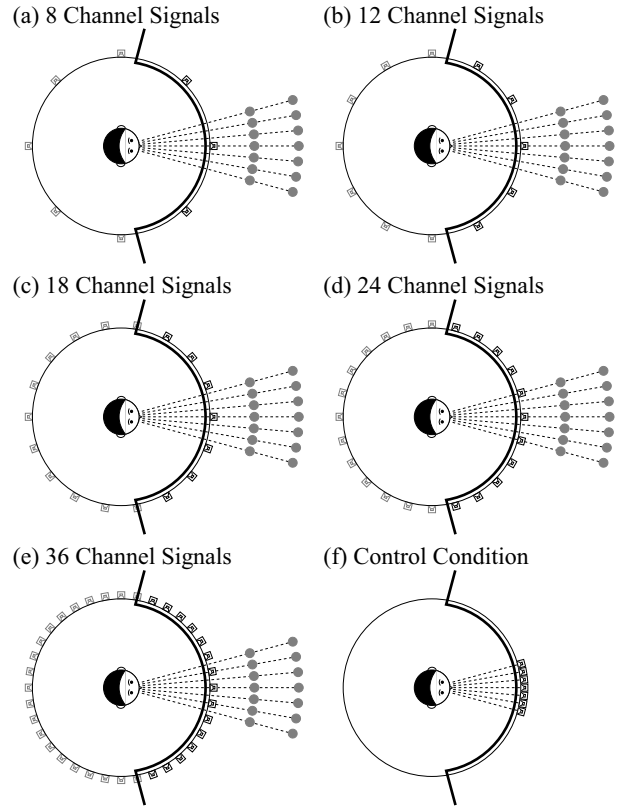 (a) 8 Channel Signals
(b) 12 Channel Signals
(c) 18 Channel Signals
(d) 24 Channel Signals
(e) 36 Channel Signals
(f) Control Condition